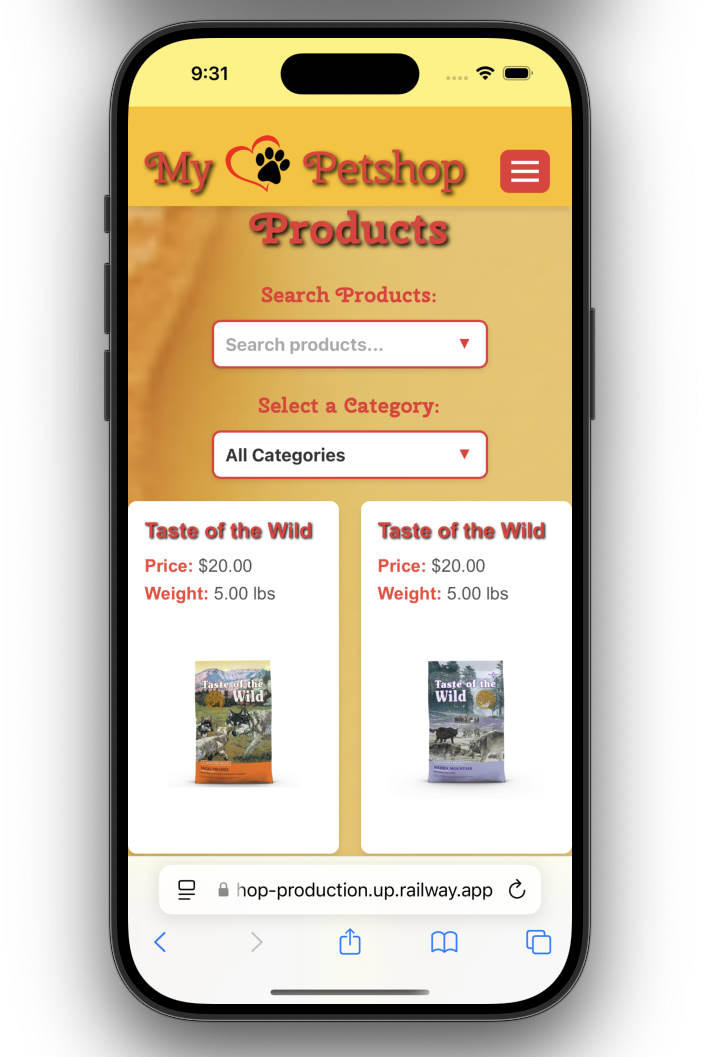 9:31
My Petshop
Products
Search Products:
Search products... ▼
Select a Category:
All Categories ▼
Taste of the Wild
Price: $20.00
Weight: 5.00 lbs
Taste of the Wild
Taste of the Wild
Price: $20.00
Weight: 5.00 lbs
Taste of the Wild
hop-production.up.railway.app